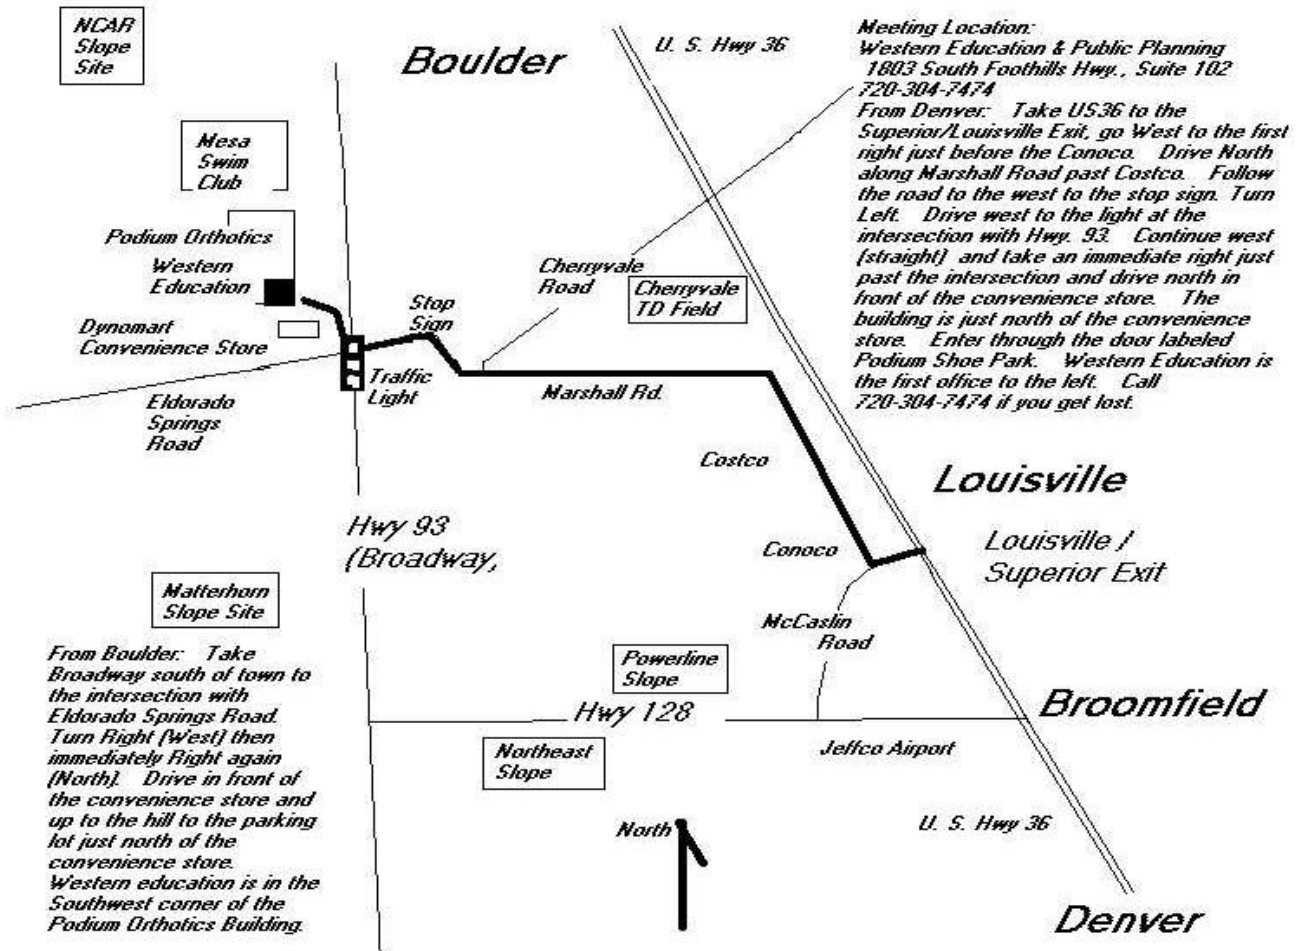 NCAR
Slope
Site
Boulder
U. S. Hwy 36
Meeting Location:
Western Education & Public Planning
1803 South Foothills Hwy., Suite 102
720-304-7474
From Denver: Take US36 to the
Superior/Louisville Exit, go West to the first
right just before the Conoco. Drive North
along Marshall Road past Costco. Follow
the road to the west to the stop sign. Turn
Left. Drive west to the light at the
intersection with Hwy. 93. Continue west
(straight) and take an immediate right just
past the intersection and drive north in
front of the convenience store. The
building is just north of the convenience
store. Enter through the door labeled
Podium Shoe Park. Western Education is
the first office to the left. Call
720-304-7474 if you get lost.
Mesa
Swim
Club
Podium Orthotics
Western
Education
Dynomart
Convenience Store
Eldorado
Springs
Road
Stop
Sign
Traffic
Light
Cherryvale
Road
Cherryvale
TD Field
Marshall Rd.
Costco
Louisville
Conoco
Louisville /
Superior Exit
Hwy 93
(Broadway,
Matterhorn
Slope Site
McCaslin
Road
Powerline
Slope
Hwy 128
Broomfield
Northeast
Slope
Jeffco Airport
From Boulder: Take
Broadway south of town to
the intersection with
Eldorado Springs Road.
Turn Right (West) then
immediately Right again
(North). Drive in front of
the convenience store and
up to the hill to the parking
lot just north of the
convenience store.
Western education is in the
Southwest corner of the
Podium Orthotics Building.
North
U. S. Hwy 36
Denver